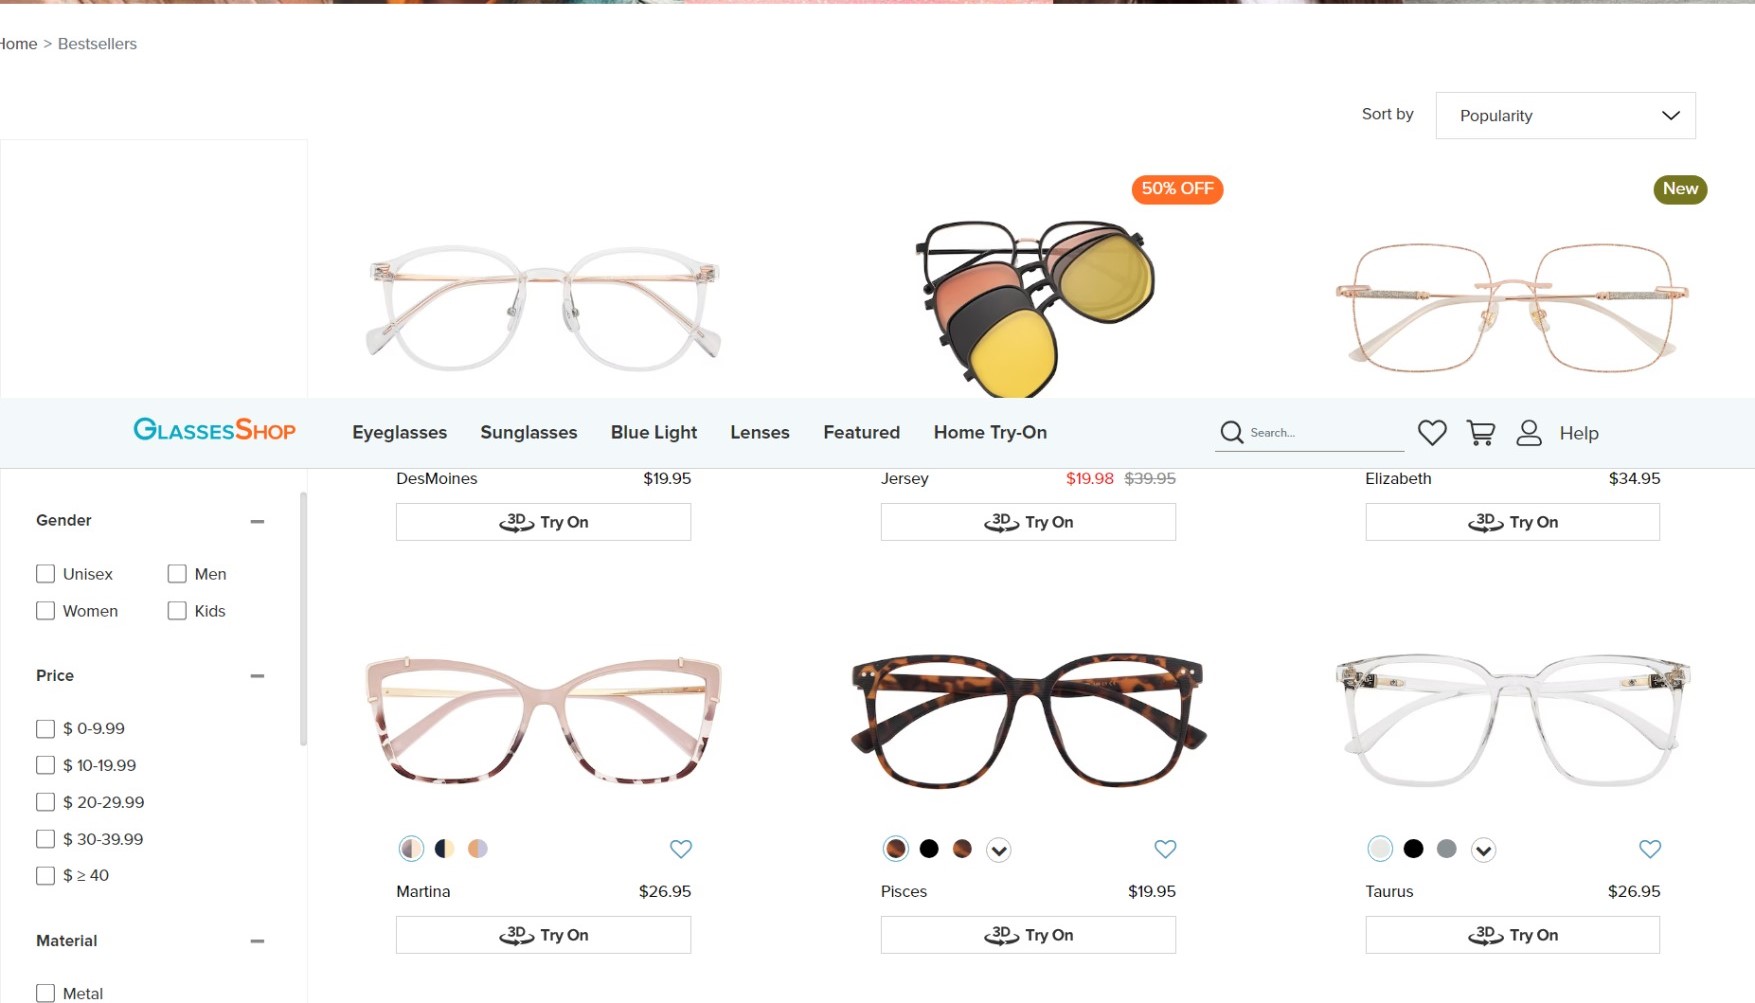 Home > Bestsellers
Sort by Popularity
50% OFF
New
GLASSESSHOP Eyeglasses Sunglasses Blue Light Lenses Featured Home Try-On Search... Help
DesMoines $19.95
Jersey $19.98 $39.95
Elizabeth $34.95
3D Try On
3D Try On
3D Try On
Gender
Unisex Men
Women Kids
Price
$ 0-9.99
$ 10-19.99
$ 20-29.99
$ 30-39.99
$ ≥ 40
Material
Metal
Martina $26.95
Pisces $19.95
Taurus $26.95
3D Try On
3D Try On
3D Try On